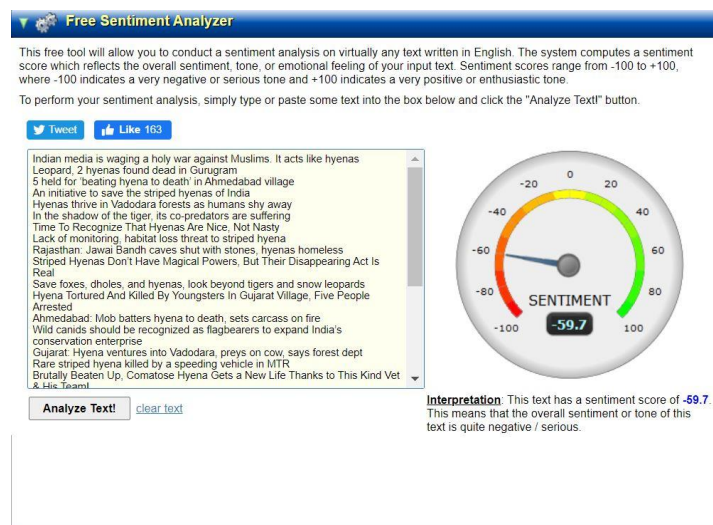 Free Sentiment Analyzer
This free tool will allow you to conduct a sentiment analysis on virtually any text written in English. The system computes a sentiment
score which reflects the overall sentiment, tone, or emotional feeling of your input text. Sentiment scores range from -100 to +100,
where -100 indicates a very negative or serious tone and +100 indicates a very positive or enthusiastic tone.
To perform your sentiment analysis, simply type or paste some text into the box below and click the "Analyze Text!" button.
Tweet
Like 163
Indian media is waging a holy war against Muslims. It acts like hyenas
Leopard, 2 hyenas found dead in Gurugram
5 held for 'beating hyena to death' in Ahmedabad village
An initiative to save the striped hyenas of India
Hyenas thrive in Vadodara forests as humans shy away
In the shadow of the tiger, its co-predators are suffering
Time To Recognize That Hyenas Are Nice, Not Nasty
Lack of monitoring, habitat loss threat to striped hyena
Rajasthan: Jawai Bandh caves shut with stones, hyenas homeless
Striped Hyenas Don't Have Magical Powers, But Their Disappearing Act Is
Real
Save foxes, dholes, and hyenas, look beyond tigers and snow leopards
Hyena Tortured And Killed By Youngsters In Gujarat Village, Five People
Arrested
Ahmedabad: Mob batters hyena to death, sets carcass on fire
Wild canids should be recognized as flagbearers to expand India's
conservation enterprise
Gujarat: Hyena ventures into Vadodara, preys on cow, says forest dept
Rare striped hyena killed by a speeding vehicle in MTR
Brutally Beaten Up, Comatose Hyena Gets a New Life Thanks to This Kind Vet
& His Team!
Analyze Text!
clear text
-100
-80
-60
-40
-20
0
20
40
60
80
100
SENTIMENT
-59.7
Interpretation: This text has a sentiment score of -59.7.
This means that the overall sentiment or tone of this
text is quite negative / serious.